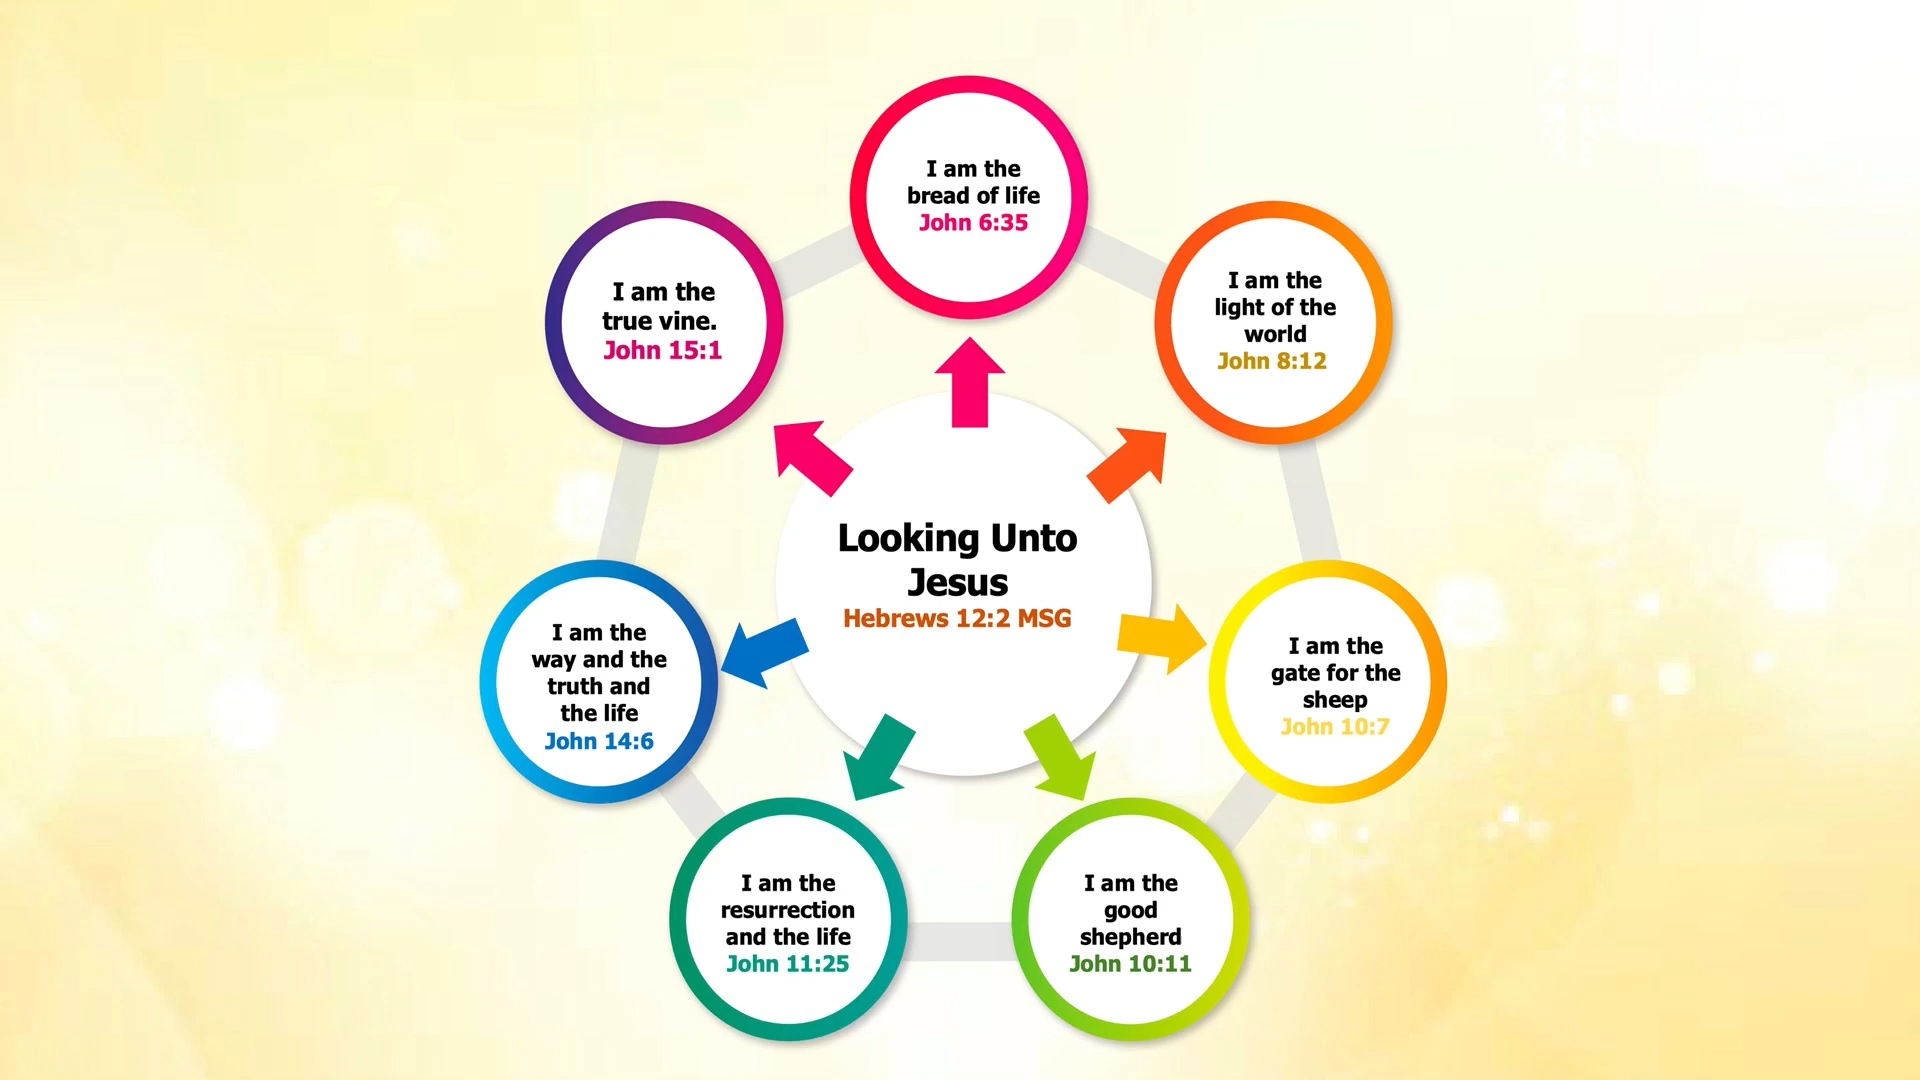 I am the
bread of life
John 6:35
I am the
light of the
world
John 8:12
I am the
gate for the
sheep
John 10:7
I am the
good
shepherd
John 10:11
I am the
resurrection
and the life
John 11:25
I am the
way and the
truth and
the life
John 14:6
I am the
true vine.
John 15:1
Looking Unto
Jesus
Hebrews 12:2 MSG